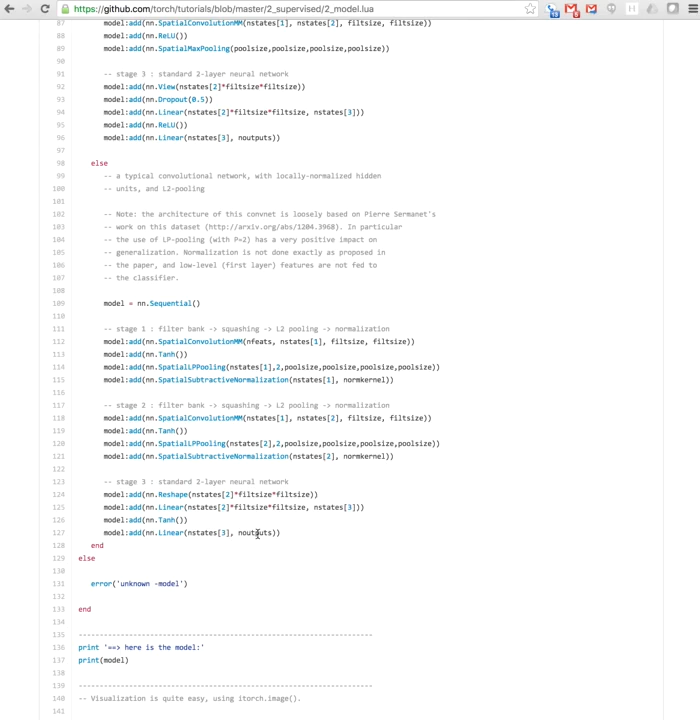 https://github.com/torch/tutorials/blob/master/2_supervised/2_model.lua
87 model:add(nn.SpatialConvolutionMM(nstates[1], nstates[2], filtsize, filtsize))
88 model:add(nn.ReLU())
89 model:add(nn.SpatialMaxPooling(poolsize,poolsize,poolsize,poolsize))
90
91 -- stage 3 : standard 2-layer neural network
92 model:add(nn.View(nstates[2]*filtsize*filtsize))
93 model:add(nn.Dropout(0.5))
94 model:add(nn.Linear(nstates[2]*filtsize*filtsize, nstates[3]))
95 model:add(nn.ReLU())
96 model:add(nn.Linear(nstates[3], noutputs))
97
98 else
99 -- a typical convolutional network, with locally-normalized hidden
100 -- units, and L2-pooling
101
102 -- Note: the architecture of this convnet is loosely based on Pierre Sermanet's
103 -- work on this dataset (http://arxiv.org/abs/1204.3968). In particular
104 -- the use of LP-pooling (with P=2) has a very positive impact on
105 -- generalization. Normalization is not done exactly as proposed in
106 -- the paper, and low-level (first layer) features are not fed to
107 -- the classifier.
108
109 model = nn.Sequential()
110
111 -- stage 1 : filter bank -> squashing -> L2 pooling -> normalization
112 model:add(nn.SpatialConvolutionMM(nfeats, nstates[1], filtsize, filtsize))
113 model:add(nn.Tanh())
114 model:add(nn.SpatialLPPooling(nstates[1],2,poolsize,poolsize,poolsize,poolsize))
115 model:add(nn.SpatialSubtractiveNormalization(nstates[1], normkernel))
116
117 -- stage 2 : filter bank -> squashing -> L2 pooling -> normalization
118 model:add(nn.SpatialConvolutionMM(nstates[1], nstates[2], filtsize, filtsize))
119 model:add(nn.Tanh())
120 model:add(nn.SpatialLPPooling(nstates[2],2,poolsize,poolsize,poolsize,poolsize))
121 model:add(nn.SpatialSubtractiveNormalization(nstates[2], normkernel))
122
123 -- stage 3 : standard 2-layer neural network
124 model:add(nn.Reshape(nstates[2]*filtsize*filtsize))
125 model:add(nn.Linear(nstates[2]*filtsize*filtsize, nstates[3]))
126 model:add(nn.Tanh())
127 model:add(nn.Linear(nstates[3], noutputs))
128 end
129 else
130
131 error('unknown -model')
132
133 end
134
135 ----------------------------------------------------------------------
136 print '==> here is the model:'
137 print(model)
138
139 ----------------------------------------------------------------------
140 -- Visualization is quite easy, using itorch.image().
141